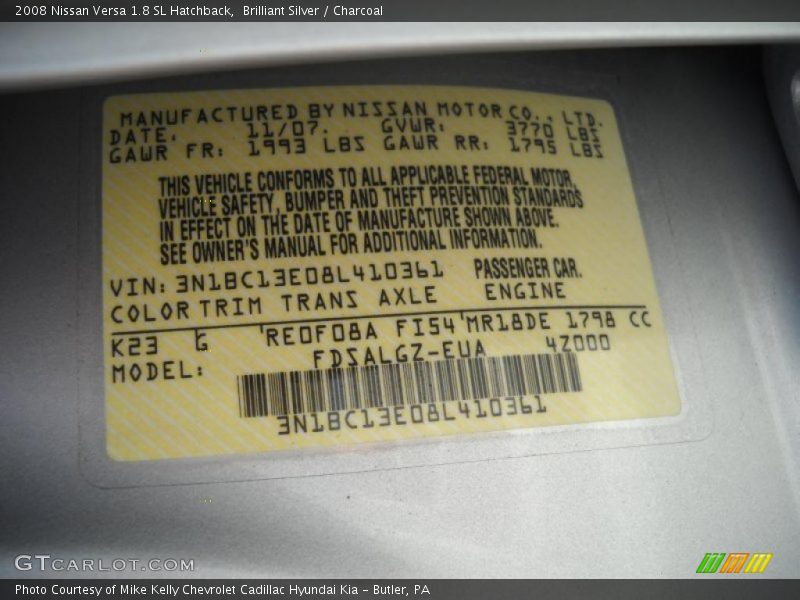 2008 Nissan Versa 1.8 SL Hatchback,  Brilliant Silver / Charcoal
MANUFACTURED BY NISSAN MOTOR CO., LTD.
DATE. 11/07. GVWR: 3770 LBS
GAWR FR: 1993 LBS GAWR RR: 1795 LBS
THIS VEHICLE CONFORMS TO ALL APPLICABLE FEDERAL MOTOR,
VEHICLE SAFETY, BUMPER AND THEFT PREVENTION STANDARDS
IN EFFECT ON THE DATE OF MANUFACTURE SHOWN ABOVE.
SEE OWNER'S MANUAL FOR ADDITIONAL INFORMATION.
VIN: 3N1BC13E08L410361 PASSENGER CAR.
COLOR TRIM TRANS AXLE ENGINE
K23 G 'RE0F08A FI54'MR18DE 1798 CC
MODEL: FDSALGZ-EUA 4Z000
3N1BC13E08L410361
GTCARLOT.COM
Photo Courtesy of Mike Kelly Chevrolet Cadillac Hyundai Kia – Butler, PA